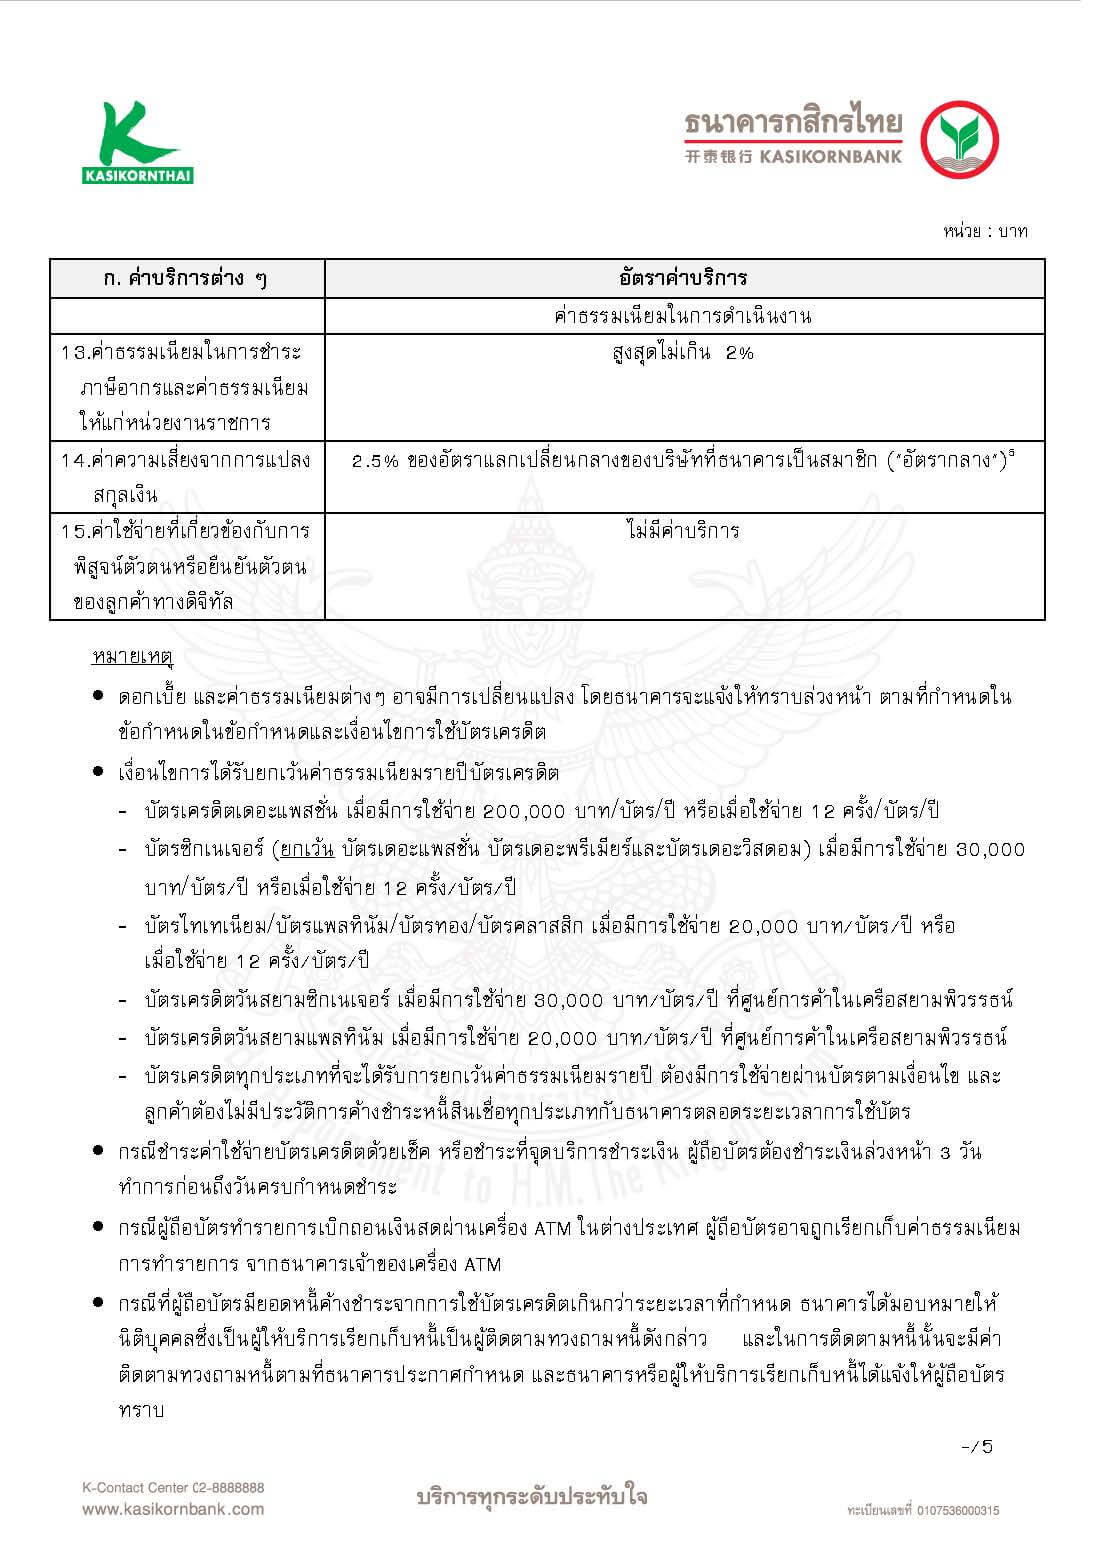 KASIKORNTHAI
ธนาคารกสิกรไทย
开泰银行 KASIKORNBANK
หน่วย : บาท
ก. ค่าบริการต่าง ๆ
อัตราค่าบริการ
ค่าธรรมเนียมในการดำเนินงาน
13.ค่าธรรมเนียมในการชำระ
ภาษีอากรและค่าธรรมเนียม
ให้แก่หน่วยงานราชการ
สูงสุดไม่เกิน 2%
14.ค่าความเสี่ยงจากการแปลง
สกุลเงิน
2.5% ของอัตราแลกเปลี่ยนกลางของบริษัทที่ธนาคารเป็นสมาชิก ("อัตรากลาง")
15.ค่าใช้จ่ายที่เกี่ยวข้องกับการ
พิสูจน์ตัวตนหรือยืนยันตัวตน
ของลูกค้าทางดิจิทัล
ไม่มีค่าบริการ
หมายเหตุ
● ดอกเบี้ย และค่าธรรมเนียมต่างๆ อาจมีการเปลี่ยนแปลง โดยธนาคารจะแจ้งให้ทราบล่วงหน้า ตามที่กำหนดใน
ข้อกำหนดในข้อกำหนดและเงื่อนไขการใช้บัตรเครดิต
● เงื่อนไขการได้รับยกเว้นค่าธรรมเนียมรายปีบัตรเครดิต
- บัตรเครดิตเดอะแพสชั่น เมื่อมีการใช้จ่าย 200,000 บาท/บัตร/ปี หรือเมื่อใช้จ่าย 12 ครั้ง/บัตร/ปี
- บัตรซิกเนเจอร์ (ยกเว้น บัตรเดอะแพสชั่น บัตรเดอะพรีเมียร์และบัตรเดอะวิสดอม) เมื่อมีการใช้จ่าย 30,000
บาท/บัตร/ปี หรือเมื่อใช้จ่าย 12 ครั้ง/บัตร/ปี
- บัตรไทเทเนียม/บัตรแพลทินัม/บัตรทอง/บัตรคลาสสิก เมื่อมีการใช้จ่าย 20,000 บาท/บัตร/ปี หรือ
เมื่อใช้จ่าย 12 ครั้ง/บัตร/ปี
- บัตรเครดิตวันสยามซิกเนเจอร์ เมื่อมีการใช้จ่าย 30,000 บาท/บัตร/ปี ที่ศูนย์การค้าในเครือสยามพิวรรธน์
- บัตรเครดิตวันสยามแพลทินัม เมื่อมีการใช้จ่าย 20,000 บาท/บัตร/ปี ที่ศูนย์การค้าในเครือสยามพิวรรธน์
- บัตรเครดิตทุกประเภทที่จะได้รับการยกเว้นค่าธรรมเนียมรายปี ต้องมีการใช้จ่ายผ่านบัตรตามเงื่อนไข และ
ลูกค้าต้องไม่มีประวัติการค้างชำระหนี้สินเชื่อทุกประเภทกับธนาคารตลอดระยะเวลาการใช้บัตร
● กรณีชำระค่าใช้จ่ายบัตรเครดิตด้วยเช็ค หรือชำระที่จุดบริการชำระเงิน ผู้ถือบัตรต้องชำระเงินล่วงหน้า 3 วัน
ทำการก่อนถึงวันครบกำหนดชำระ
● กรณีผู้ถือบัตรทำรายการเบิกถอนเงินสดผ่านเครื่อง ATM ในต่างประเทศ ผู้ถือบัตรอาจถูกเรียกเก็บค่าธรรมเนียม
การทำรายการ จากธนาคารเจ้าของเครื่อง ATM
● กรณีที่ผู้ถือบัตรมียอดหนี้ค้างชำระจากการใช้บัตรเครดิตเกินกว่าระยะเวลาที่กำหนด ธนาคารได้มอบหมายให้
นิติบุคคลซึ่งเป็นผู้ให้บริการเรียกเก็บหนี้เป็นผู้ติดตามทวงถามหนี้ดังกล่าว และในการติดตามหนี้นั้นจะมีค่า
ติดตามทวงถามหนี้ตามที่ธนาคารประกาศกำหนด และธนาคารหรือผู้ให้บริการเรียกเก็บหนี้ได้แจ้งให้ผู้ถือบัตร
ทราบ
-/5
K-Contact Center 02-8888888
www.kasikornbank.com
บริการทุกระดับประทับใจ
ทะเบียนเลขที่ 0107536000315